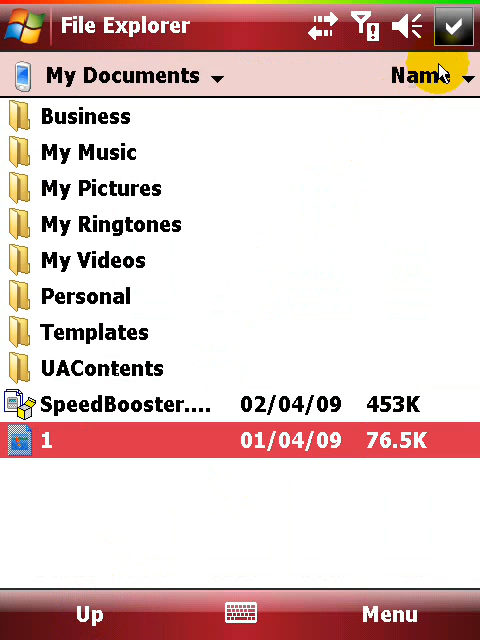 File Explorer
My Documents Name
Business
My Music
My Pictures
My Ringtones
My Videos
Personal
Templates
UAContents
SpeedBooster.... 02/04/09 453K
1 01/04/09 76.5K
Up Menu